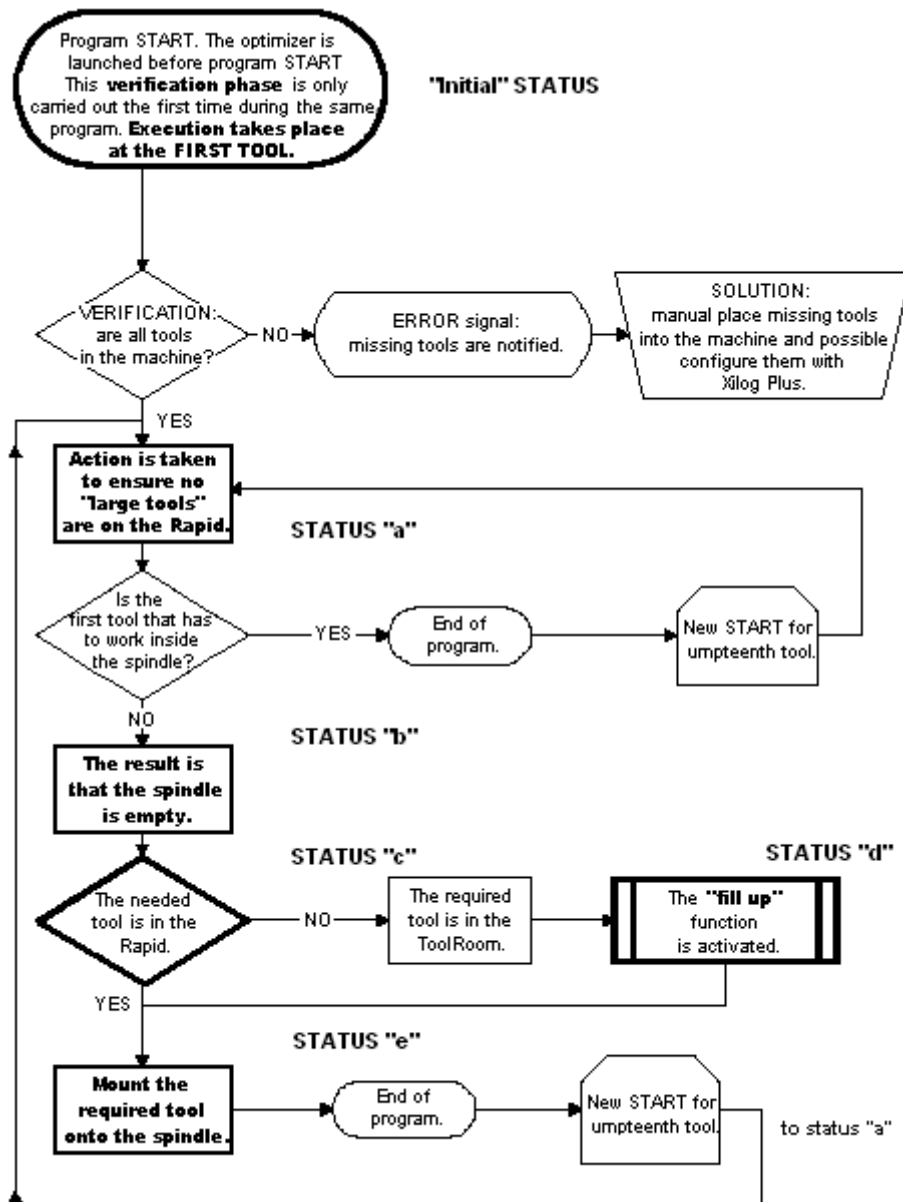 Program START. The optimizer is
launched before program START
This verification phase is only
carried out the first time during the same
program. Execution takes place
at the FIRST TOOL.
"Initial" STATUS
VERIFICATION:
are all tools
in the machine?
NO
ERROR signal:
missing tools are notified.
SOLUTION:
manual place missing tools
into the machine and possible
configure them with
Xilog Plus.
YES
Action is taken
to ensure no
"large tools"
are on the Rapid.
STATUS "a"
Is the
first tool that has
to work inside
the spindle?
YES
End of
program.
New START for
umpteenth tool.
NO
STATUS "b"
The result is
that the spindle
is empty.
STATUS "c"
STATUS "d"
The needed
tool is in the
Rapid.
NO
The required
tool is in the
ToolRoom.
The "fill up"
function
is activated.
YES
STATUS "e"
Mount the
required tool
onto the spindle.
End of
program.
New START for
umpteenth tool.
to status "a"